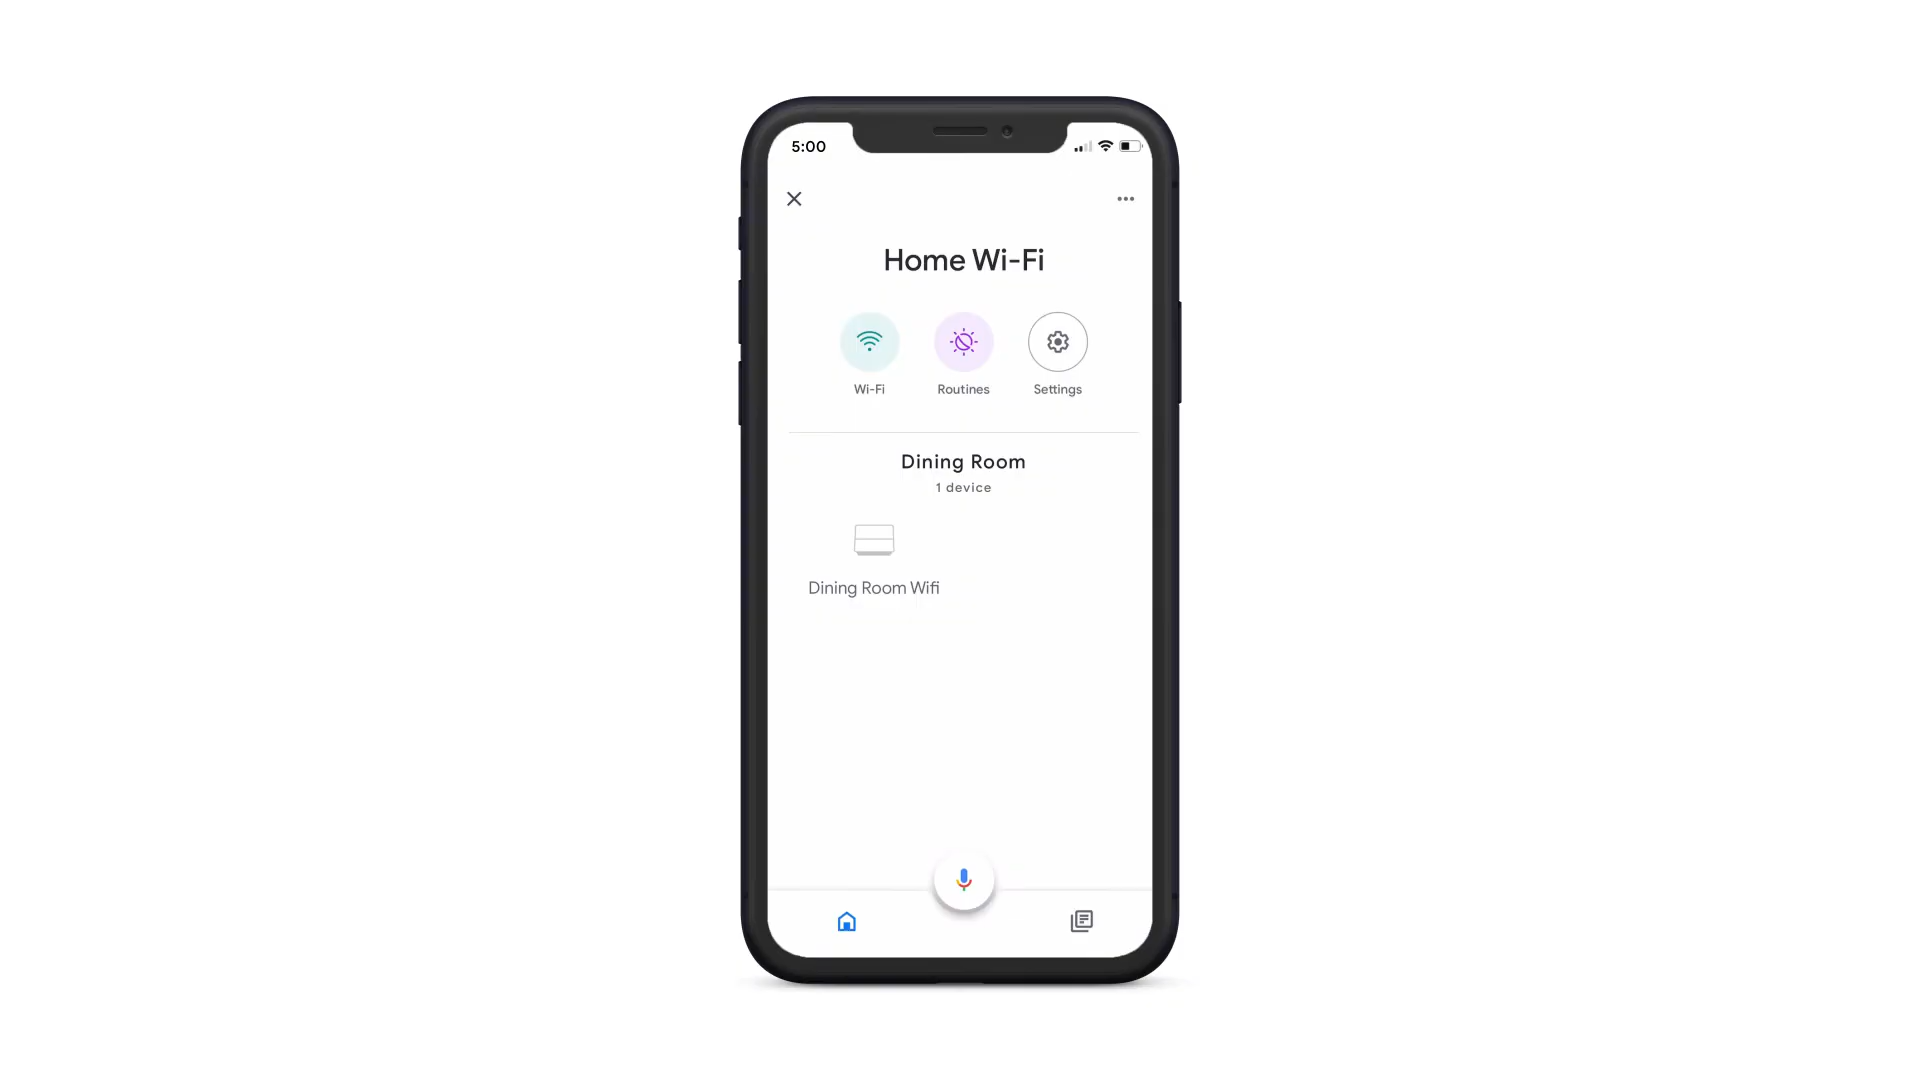 5:00
Home Wi-Fi
Wi-Fi
Routines
Settings
Dining Room
1 device
Dining Room Wifi